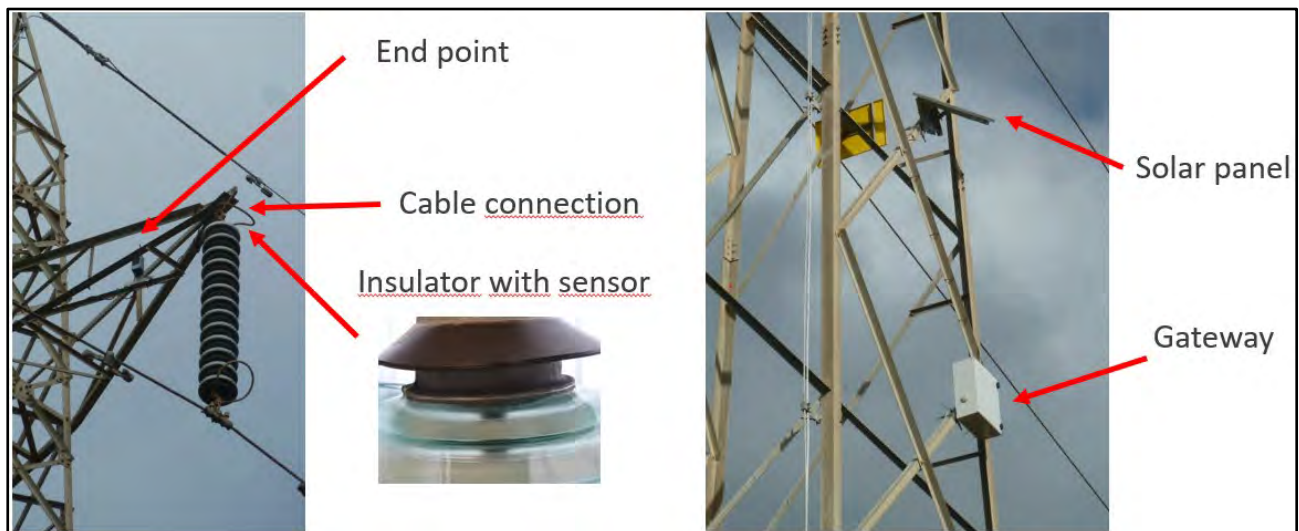 End point
Cable connection
Insulator with sensor
Solar panel
Gateway